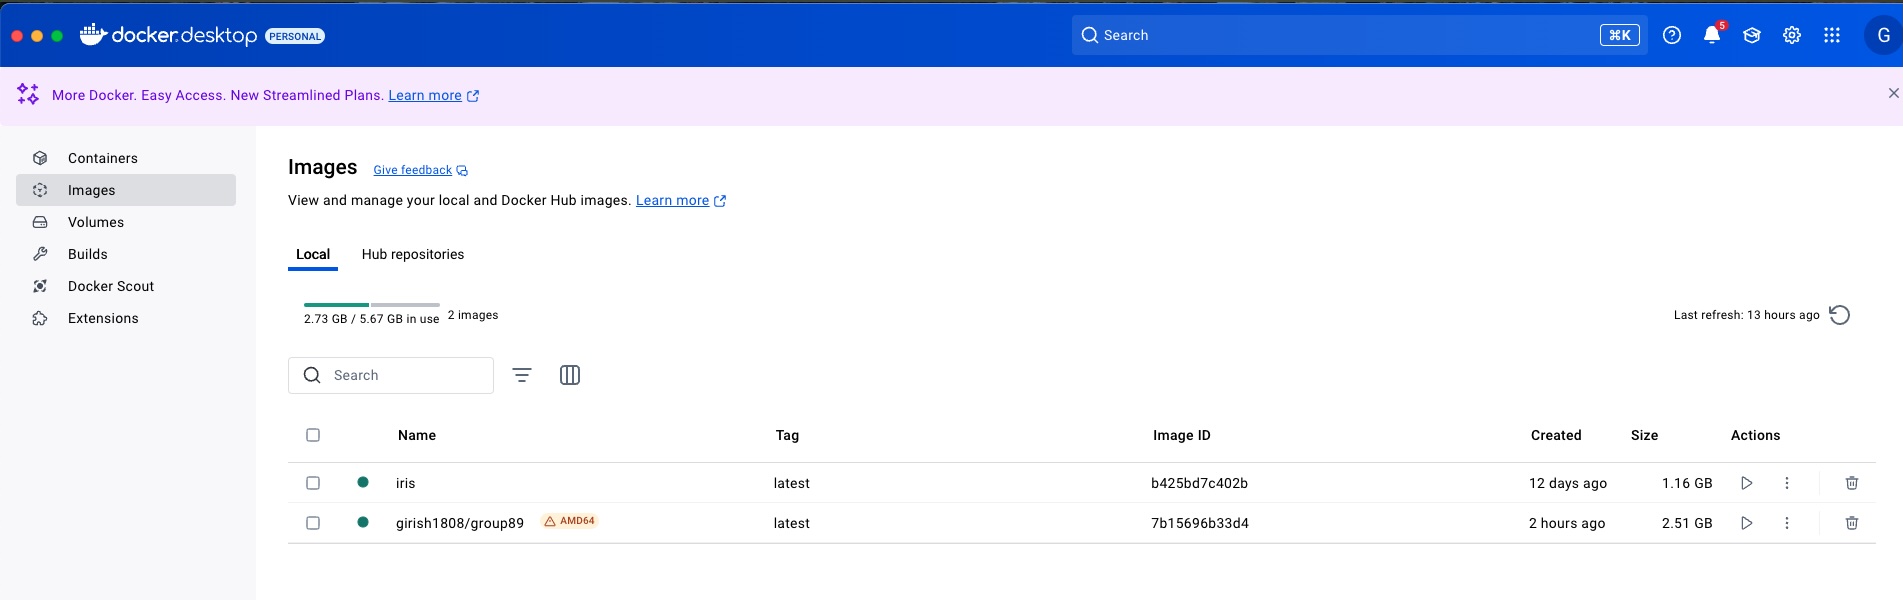 docker.desktop PERSONAL Search ⌘K 5 G
More Docker. Easy Access. New Streamlined Plans. Learn more
Containers
Images
Volumes
Builds
Docker Scout
Extensions
Images Give feedback
View and manage your local and Docker Hub images. Learn more
Local Hub repositories
2.73 GB / 5.67 GB in use 2 images Last refresh: 13 hours ago
Search
Name Tag Image ID Created Size Actions
iris latest b425bd7c402b 12 days ago 1.16 GB
girish1808/group89 AMD64 latest 7b15696b33d4 2 hours ago 2.51 GB